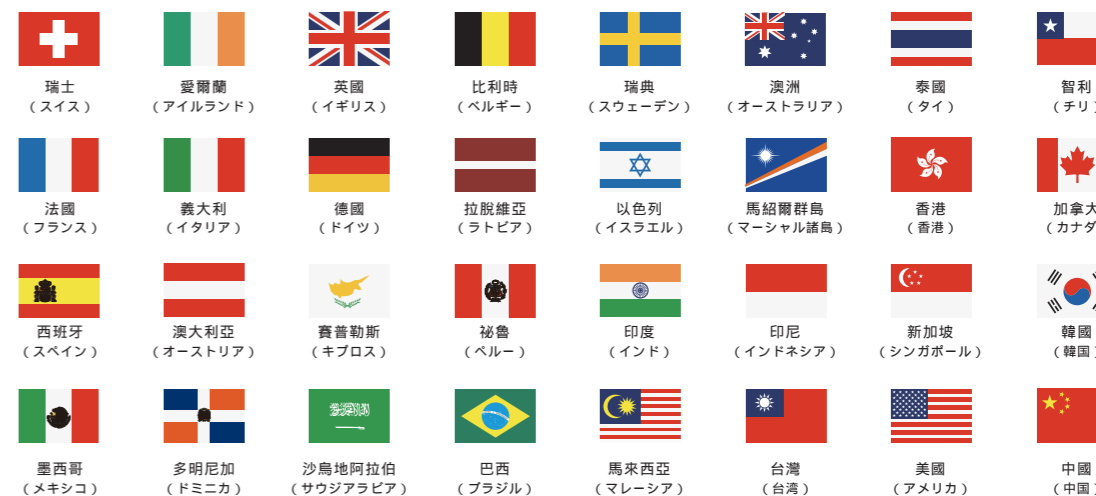 瑞士 愛爾蘭 英國 比利時 瑞典 澳洲 泰國 智利
（スイス） （アイルランド） （イギリス） （ベルギー） （スウェーデン） （オーストラリア） （タイ） （チリ）
法國 義大利 德國 拉脫維亞 以色列 馬紹爾群島 香港 加拿大
（フランス） （イタリア） （ドイツ） （ラトビア） （イスラエル） （マーシャル諸島） （香港） （カナダ
西班牙 澳大利亞 賽普勒斯 祕魯 印度 印尼 新加坡 韓國
（スペイン） （オーストリア） （キプロス） （ペルー） （インド） （インドネシア） （シンガポール） （韓国）
墨西哥 多明尼加 沙烏地阿拉伯 巴西 馬來西亞 台灣 美國 中國
（メキシコ） （ドミニカ） （サウジアラビア） （ブラジル） （マレーシア） （台湾） （アメリカ） （中国）